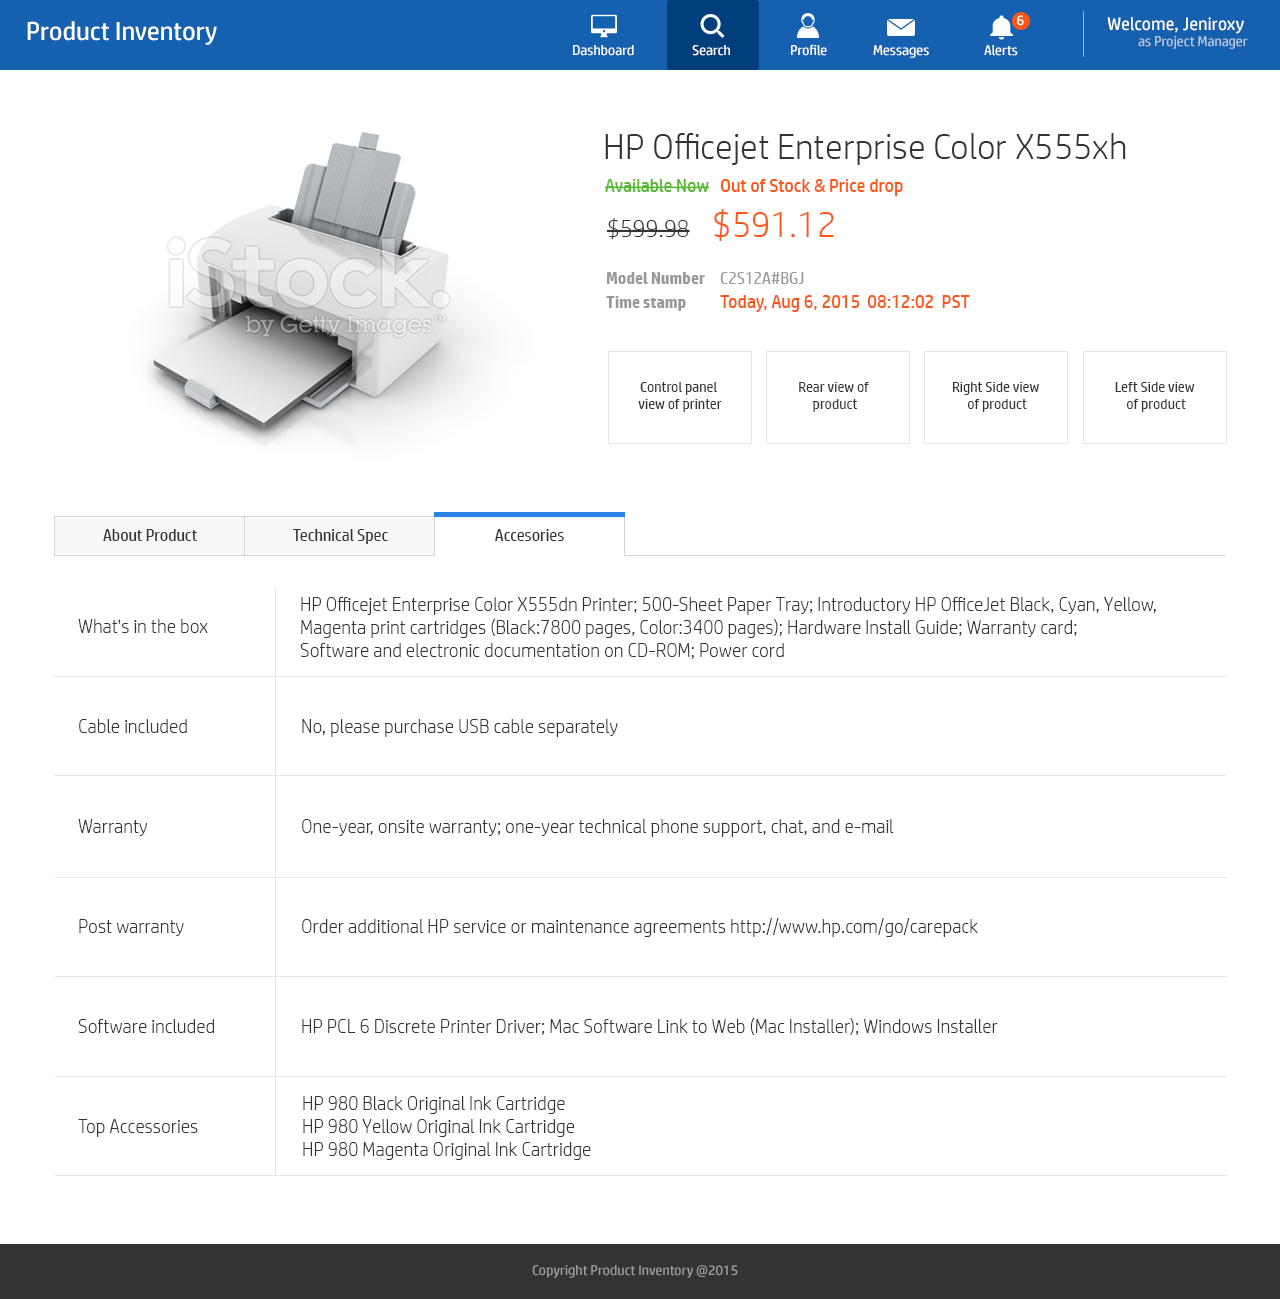 Product Inventory
Dashboard
Search
Profile
Messages
6
Alerts
Welcome, Jeniroxy
as Project Manager
HP Officejet Enterprise Color X555xh
Available Now Out of Stock & Price drop
$599.98 $591.12
Model Number C2S12A#BGJ
Time stamp Today, Aug 6, 2015 08:12:02 PST
iStock.
by Getty Images™
Control panel
view of printer
Rear view of
product
Right Side view
of product
Left Side view
of product
About Product
Technical Spec
Accesories
What's in the box
HP Officejet Enterprise Color X555dn Printer; 500-Sheet Paper Tray; Introductory HP OfficeJet Black, Cyan, Yellow,
Magenta print cartridges (Black:7800 pages, Color:3400 pages); Hardware Install Guide; Warranty card;
Software and electronic documentation on CD-ROM; Power cord
Cable included
No, please purchase USB cable separately
Warranty
One-year, onsite warranty; one-year technical phone support, chat, and e-mail
Post warranty
Order additional HP service or maintenance agreements http://www.hp.com/go/carepack
Software included
HP PCL 6 Discrete Printer Driver; Mac Software Link to Web (Mac Installer); Windows Installer
Top Accessories
HP 980 Black Original Ink Cartridge
HP 980 Yellow Original Ink Cartridge
HP 980 Magenta Original Ink Cartridge
Copyright Product Inventory @2015